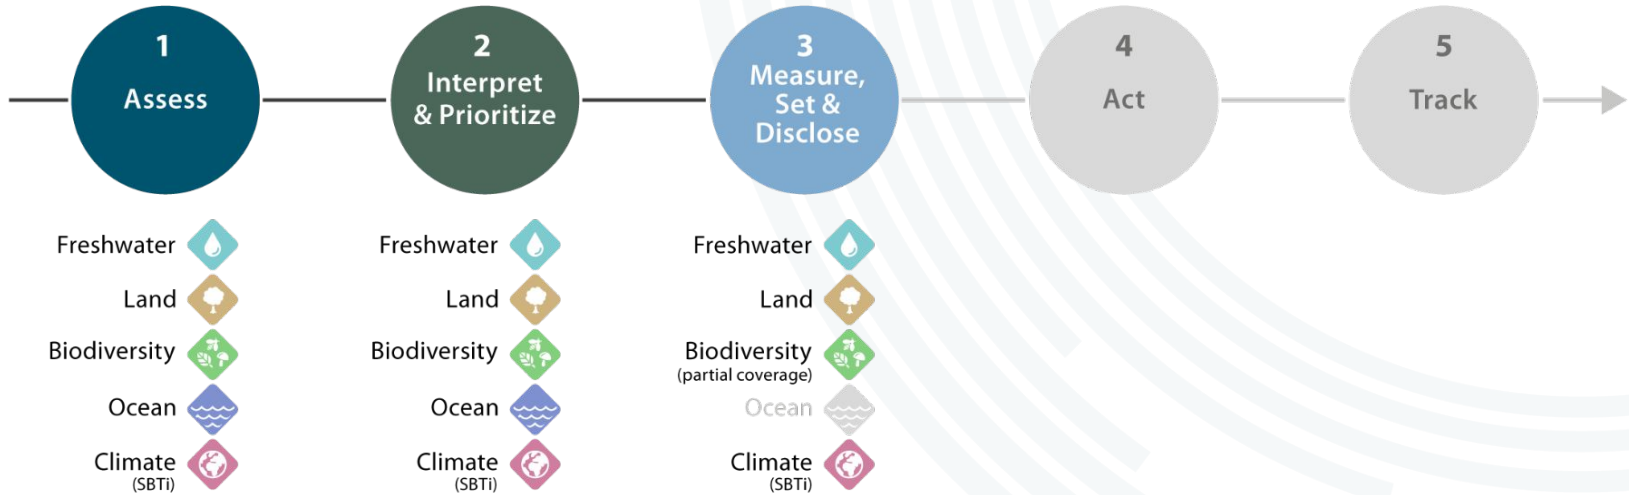 1
Assess
2
Interpret
& Prioritize
3
Measure,
Set &
Disclose
4
Act
5
Track
Freshwater
Land
Biodiversity
Ocean
Climate
(SBTi)
Freshwater
Land
Biodiversity
Ocean
Climate
(SBTi)
Freshwater
Land
Biodiversity
(partial coverage)
Ocean
Climate
(SBTi)